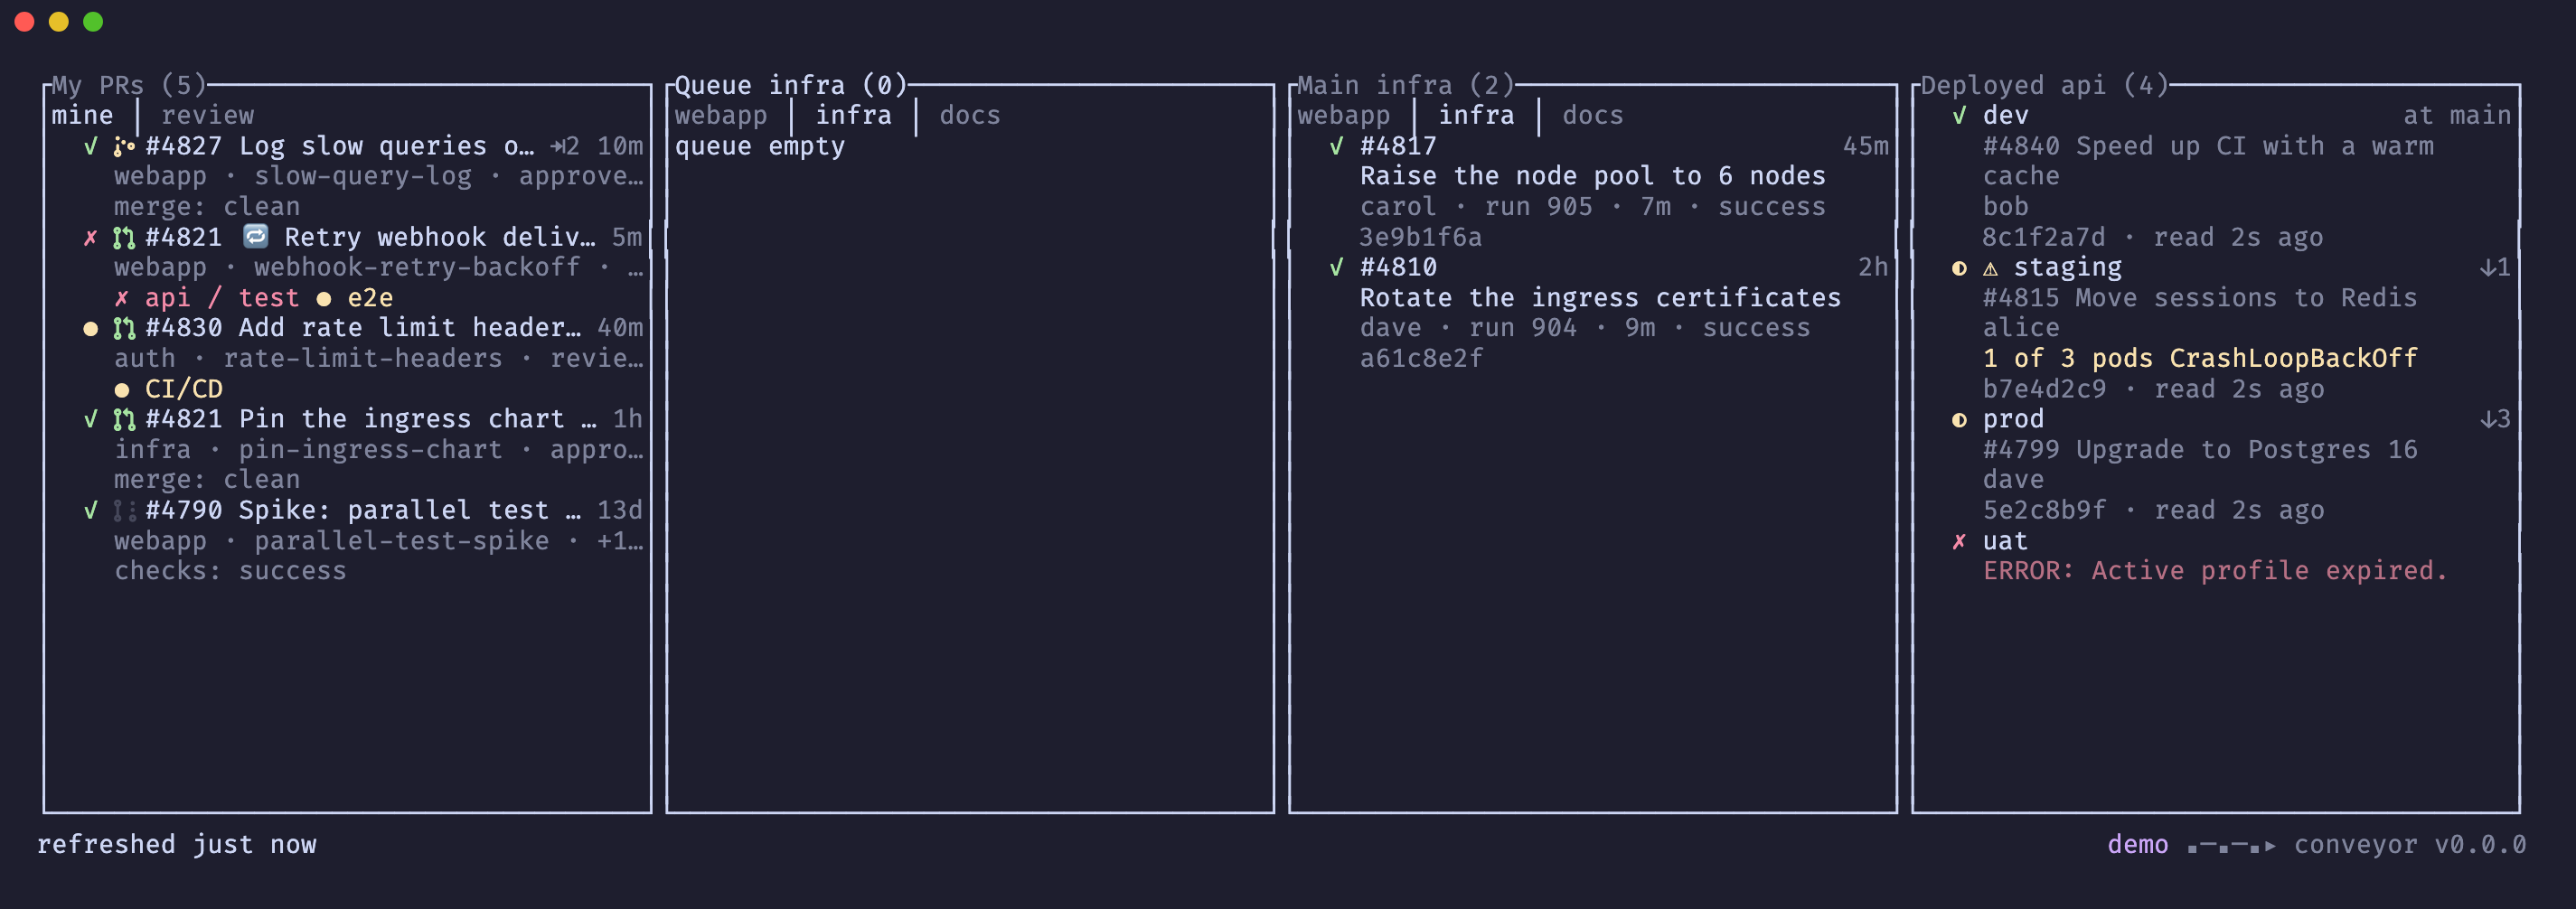 My PRs (5)
mine │ review
✓ #4827 Log slow queries o… ⇥2 10m
webapp · slow-query-log · approve…
merge: clean
✗ #4821 🔁 Retry webhook deliv… 5m
webapp · webhook-retry-backoff · …
✗ api / test ● e2e
● #4830 Add rate limit header… 40m
auth · rate-limit-headers · revie…
● CI/CD
✓ #4821 Pin the ingress chart … 1h
infra · pin-ingress-chart · appro…
merge: clean
✓ #4790 Spike: parallel test … 13d
webapp · parallel-test-spike · +1…
checks: success
Queue infra (0)
webapp │ infra │ docs
queue empty
Main infra (2)
webapp │ infra │ docs
✓ #4817 45m
Raise the node pool to 6 nodes
carol · run 905 · 7m · success
3e9b1f6a
✓ #4810 2h
Rotate the ingress certificates
dave · run 904 · 9m · success
a61c8e2f
Deployed api (4)
✓ dev at main
#4840 Speed up CI with a warm
cache
bob
8c1f2a7d · read 2s ago
◐ ⚠ staging ↓1
#4815 Move sessions to Redis
alice
1 of 3 pods CrashLoopBackOff
b7e4d2c9 · read 2s ago
◐ prod ↓3
#4799 Upgrade to Postgres 16
dave
5e2c8b9f · read 2s ago
✗ uat
ERROR: Active profile expired.
refreshed just now
demo ▪─▪─▪▸ conveyor v0.0.0